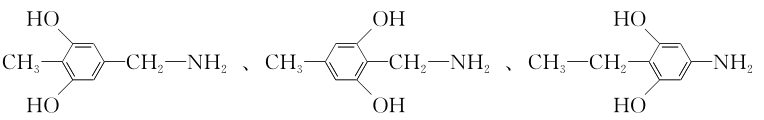 HO OH HO
CH₃ CH₂—NH₂ 、 CH₃ CH₂—NH₂ 、 CH₃—CH₂ NH₂
HO OH HO